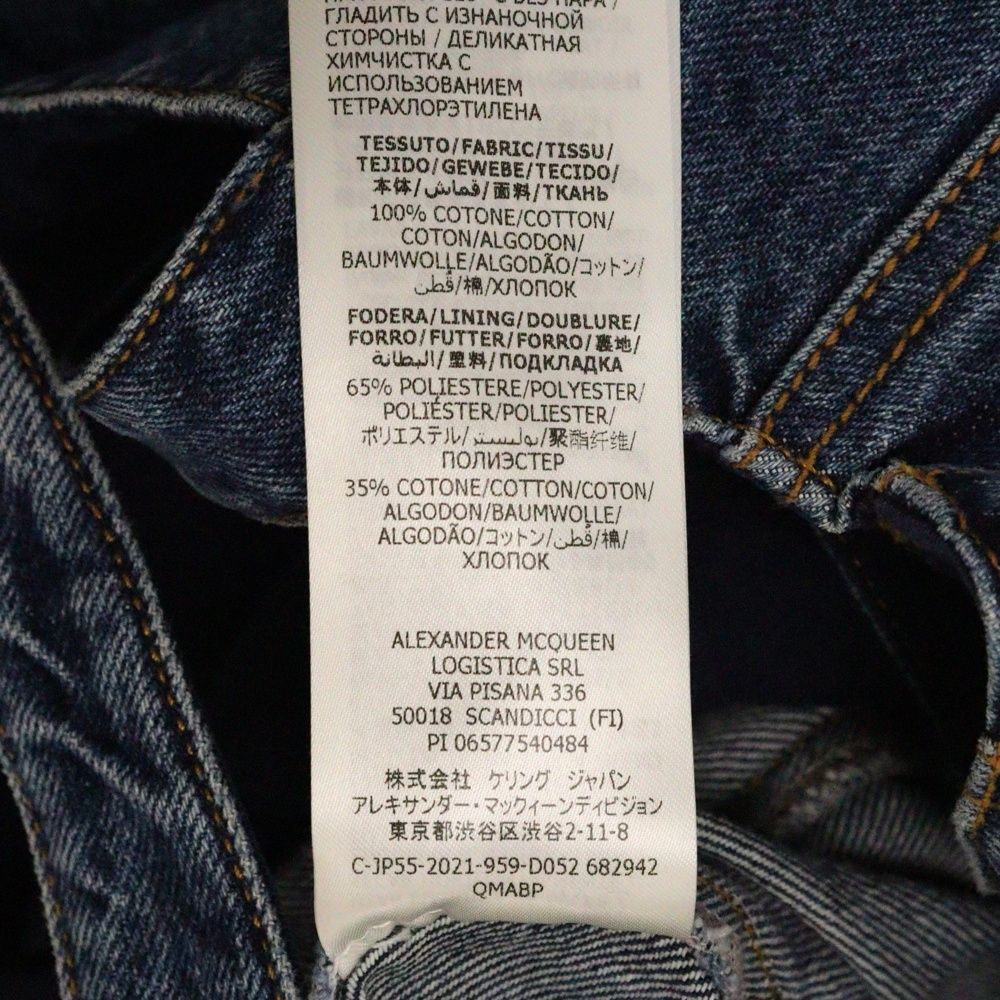 ГЛАДИТЬ С ИЗНАНОЧНОЙ
СТОРОНЫ / ДЕЛИКАТНАЯ
ХИМЧИСТКА С
ИСПОЛЬЗОВАНИЕМ
ТЕТРАХЛОРЭТИЛЕНА
TESSUTO/FABRIC/TISSU/
TEJIDO/GEWEBE/TECIDO/
本体/قماش/面料/ТКАНЬ
100% COTONE/COTTON/
COTON/ALGODON/
BAUMWOLLE/ALGODÃO/コットン/
قُطن/棉/ХЛОПОК
FODERA/LINING/DOUBLURE/
FORRO/FUTTER/FORRO/裏地/
البطانة/里料/ПОДКЛАДКА
65% POLIESTERE/POLYESTER/
POLIÉSTER/POLIESTER/
ポリエステル/بوليستر/聚酯纤维/
ПОЛИЭСТЕР
35% COTONE/COTTON/COTON/
ALGODON/BAUMWOLLE/
ALGODÃO/コットン/قُطن/棉/
ХЛОПОК
ALEXANDER MCQUEEN
LOGISTICA SRL
VIA PISANA 336
50018 SCANDICCI (FI)
PI 06577540484
株式会社 ケリング ジャパン
アレキサンダー・マックィーンディビジョン
東京都渋谷区渋谷2-11-8
C-JP55-2021-959-D052 682942
QMABP